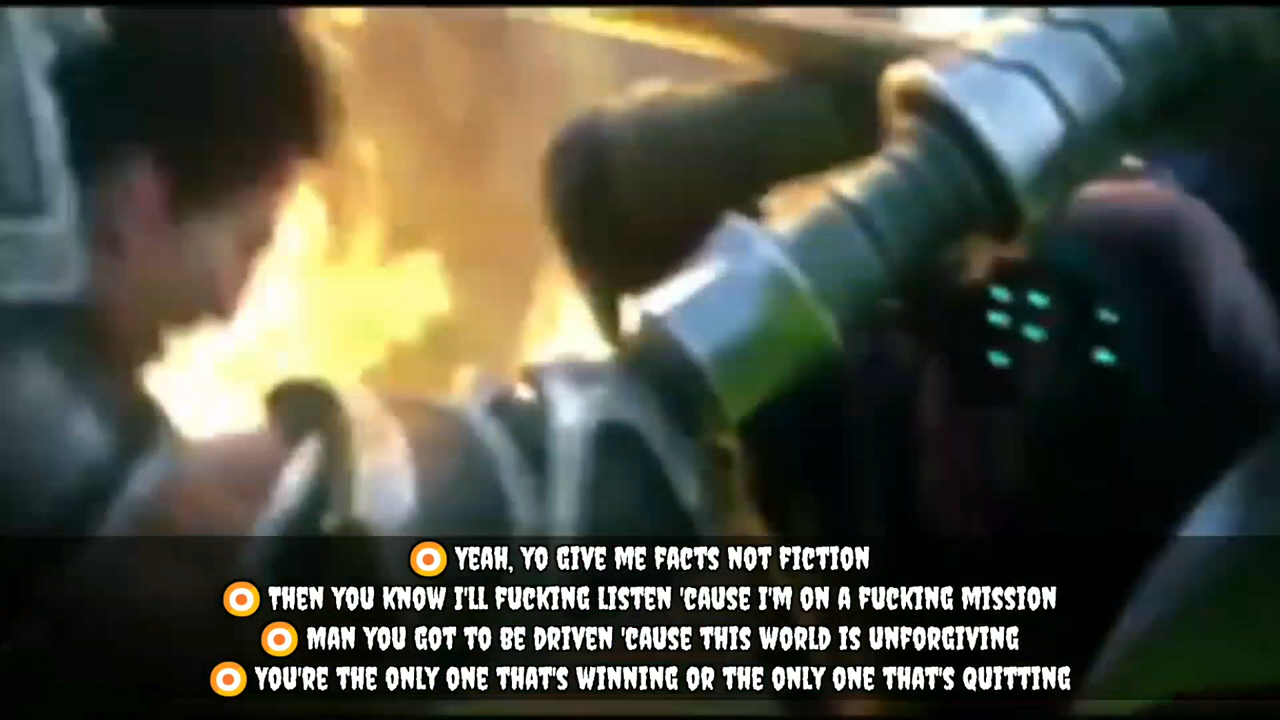 YEAH, YO GIVE ME FACTS NOT FICTION
THEN YOU KNOW I'LL FUCKING LISTEN 'CAUSE I'M ON A FUCKING MISSION
MAN YOU GOT TO BE DRIVEN 'CAUSE THIS WORLD IS UNFORGIVING
YOU'RE THE ONLY ONE THAT'S WINNING OR THE ONLY ONE THAT'S QUITTING